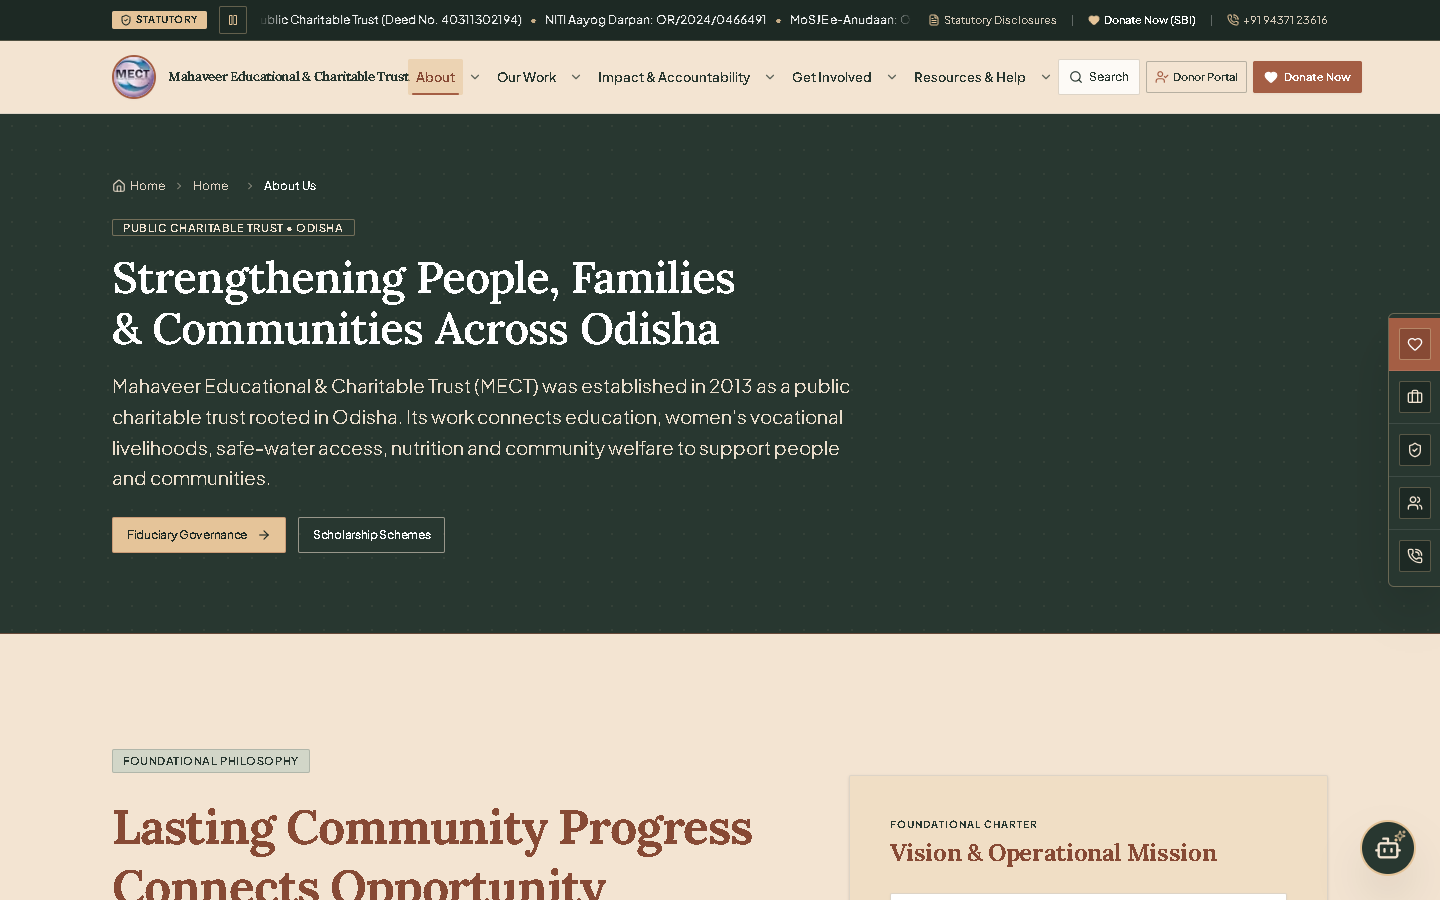 STATUTORY
Charitable Trust (Deed No. 40311302194) • NITI Aayog Darpan: OR/2024/0466491 • MoSJE e-Anudaan:
Statutory Disclosures
Donate Now (SBI)
+91 94371 23616
MECT
Mahaveer Educational & Charitable Trust
About
Our Work
Impact & Accountability
Get Involved
Resources & Help
Search
Donor Portal
Donate Now
Home > Home > About Us
PUBLIC CHARITABLE TRUST • ODISHA
Strengthening People, Families
& Communities Across Odisha
Mahaveer Educational & Charitable Trust (MECT) was established in 2013 as a public
charitable trust rooted in Odisha. Its work connects education, women's vocational
livelihoods, safe-water access, nutrition and community welfare to support people
and communities.
Fiduciary Governance →
Scholarship Schemes
FOUNDATIONAL PHILOSOPHY
Lasting Community Progress
Connects Opportunity
FOUNDATIONAL CHARTER
Vision & Operational Mission